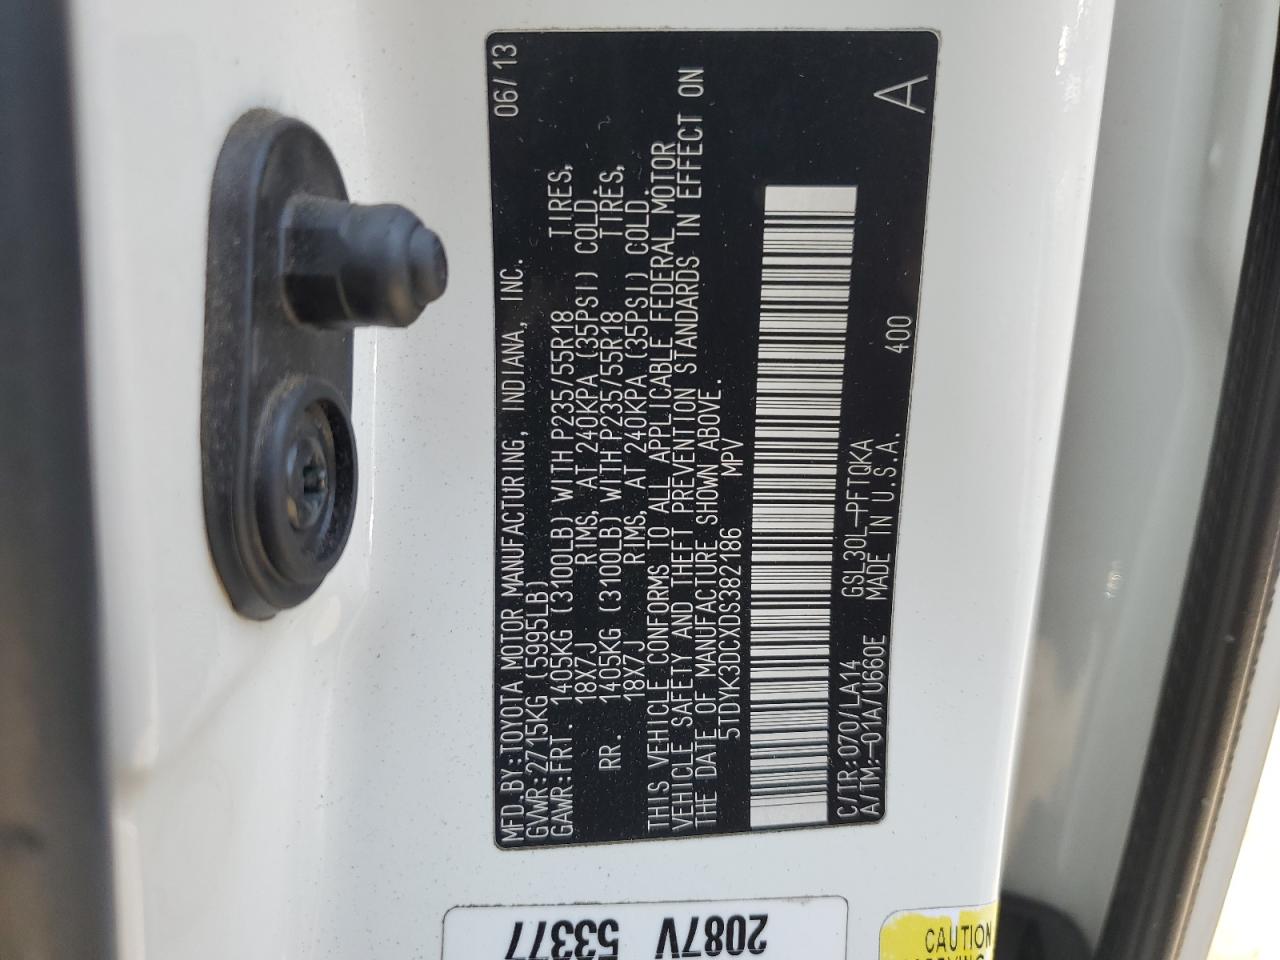 MFD.BY:TOYOTA MOTOR MANUFACTURING, INDIANA, INC. 06/13
GVWR:2715KG (5995LB)
GAWR:FRT. 1405KG (3100LB) WITH P235/55R18 TIRES,
18X7J RIMS, AT 240KPA (35PSI) COLD.
RR. 1405KG (3100LB) WITH P235/55R18 TIRES,
18X7J RIMS, AT 240KPA (35PSI) COLD.
THIS VEHICLE CONFORMS TO ALL APPLICABLE FEDERAL MOTOR
VEHICLE SAFETY AND THEFT PREVENTION STANDARDS IN EFFECT ON
THE DATE OF MANUFACTURE SHOWN ABOVE.
5TDYK3DCXDS382186 MPV
C/TR:070/LA14 GSL30L-PFTQKA
A/TM:-01A/U660E MADE IN U.S.A. 400 A
2087V
53377
CAUTION